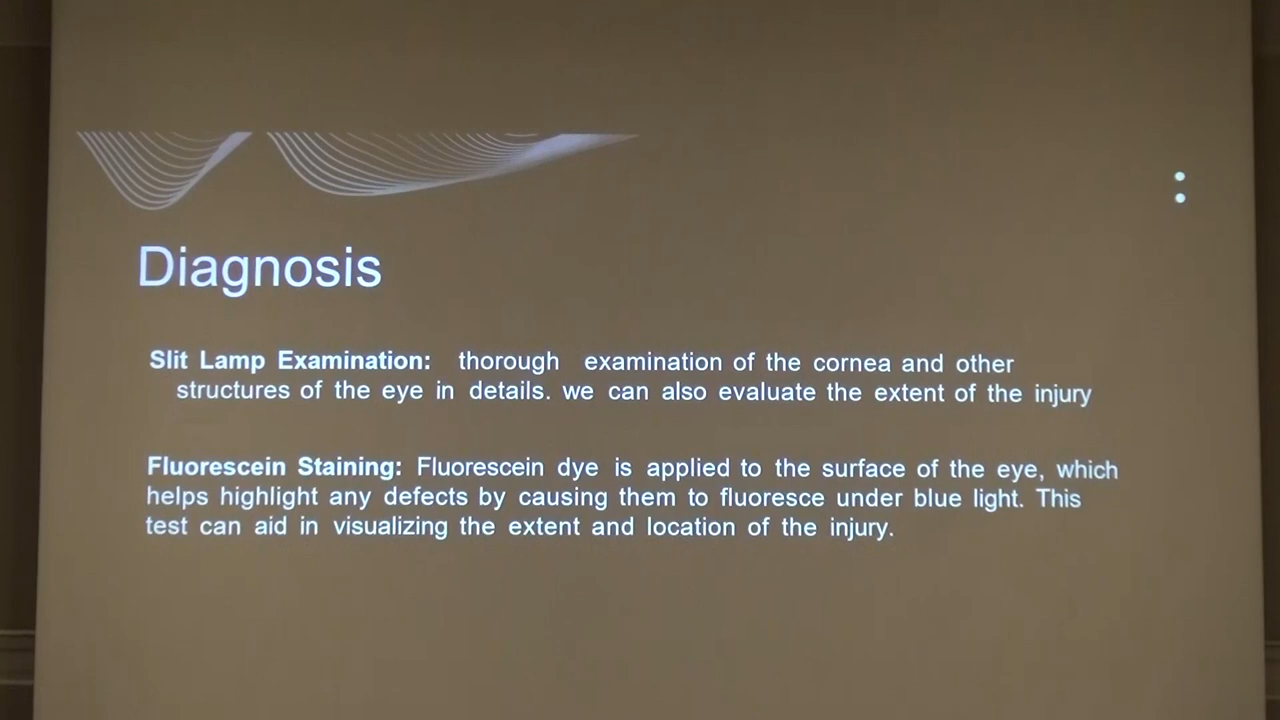 Diagnosis
Slit Lamp Examination: thorough examination of the cornea and other
structures of the eye in details. we can also evaluate the extent of the injury
Fluorescein Staining: Fluorescein dye is applied to the surface of the eye, which
helps highlight any defects by causing them to fluoresce under blue light. This
test can aid in visualizing the extent and location of the injury.